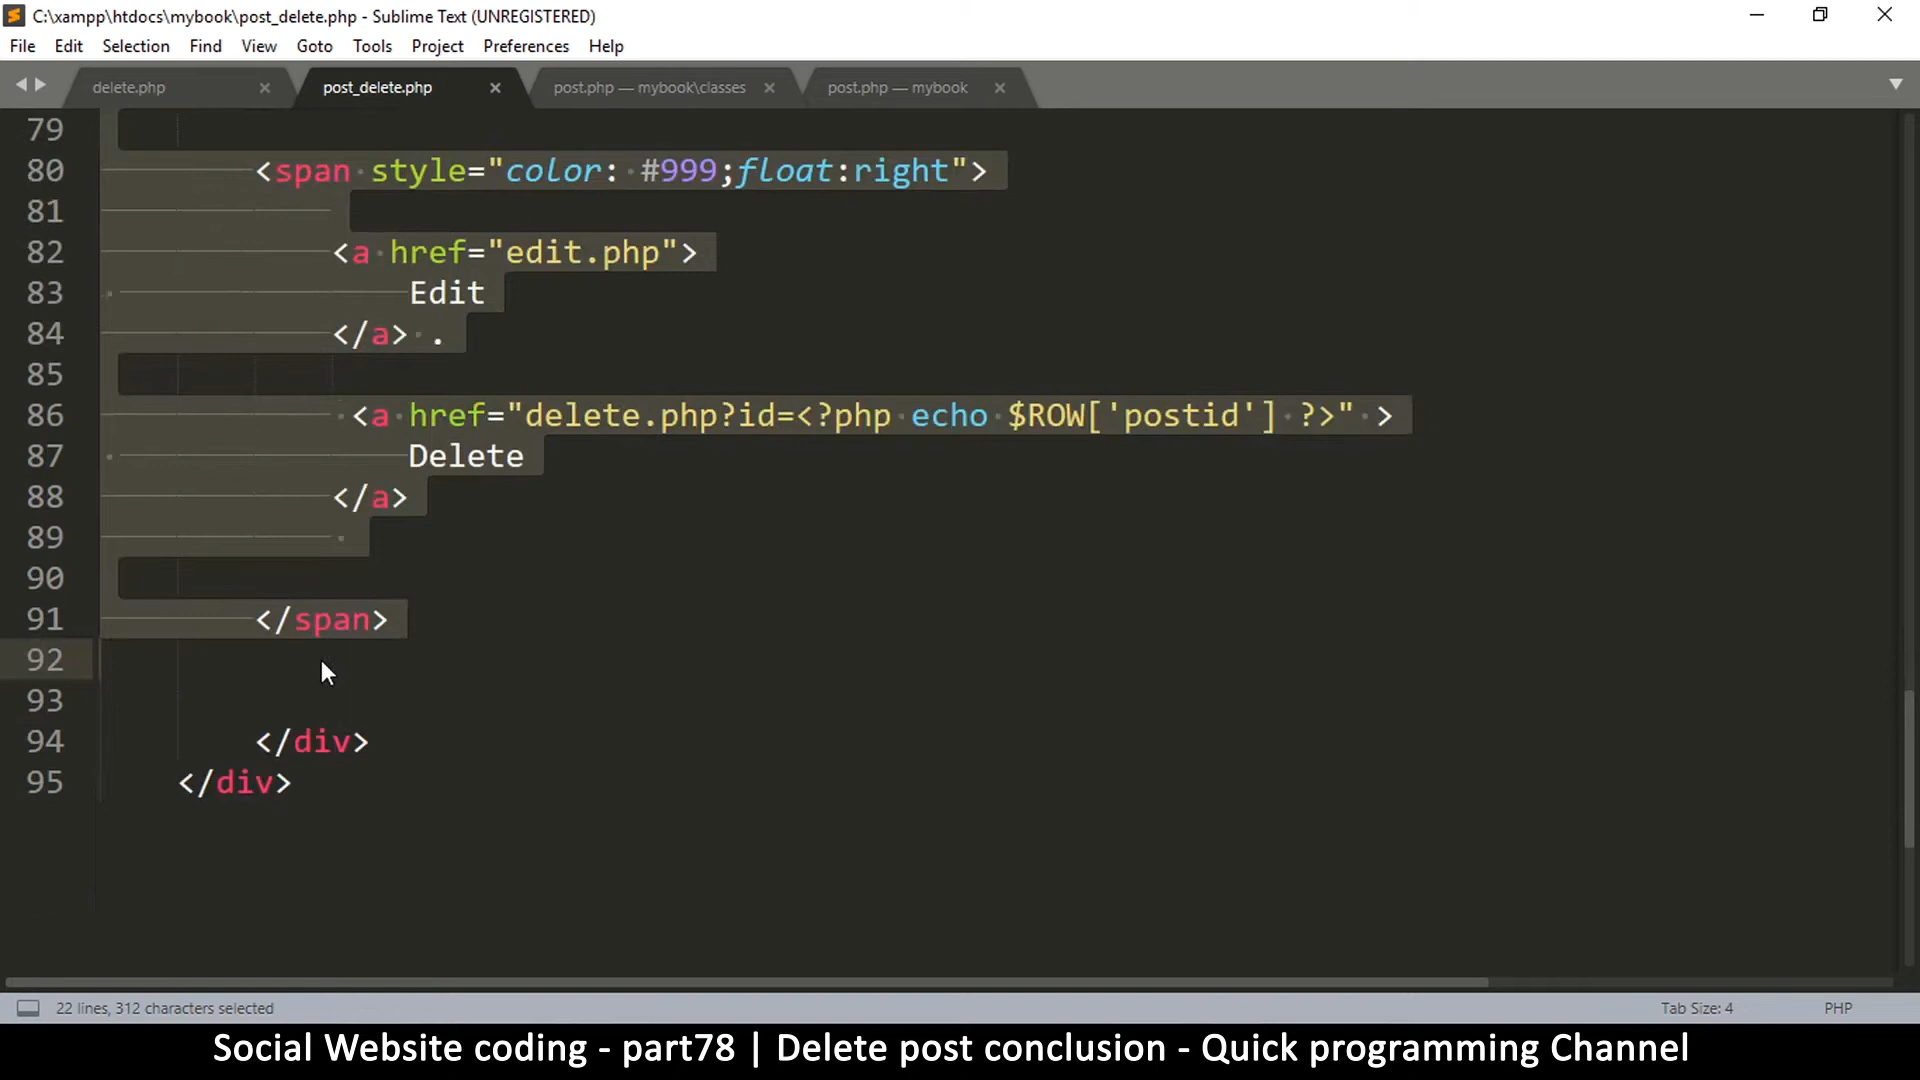 C:\xampp\htdocs\mybook\post_delete.php - Sublime Text (UNREGISTERED)
File Edit Selection Find View Goto Tools Project Preferences Help
delete.php post_delete.php post.php — mybook\classes post.php — mybook
79
80 <span style="color: #999;float:right">
81
82 <a href="edit.php">
83 Edit
84 </a> .
85
86 <a href="delete.php?id=<?php echo $ROW['postid'] ?>" >
87 Delete
88 </a>
89
90
91 </span>
92
93
94 </div>
95 </div>
22 lines, 312 characters selected Tab Size: 4 PHP
Social Website coding - part78 | Delete post conclusion - Quick programming Channel